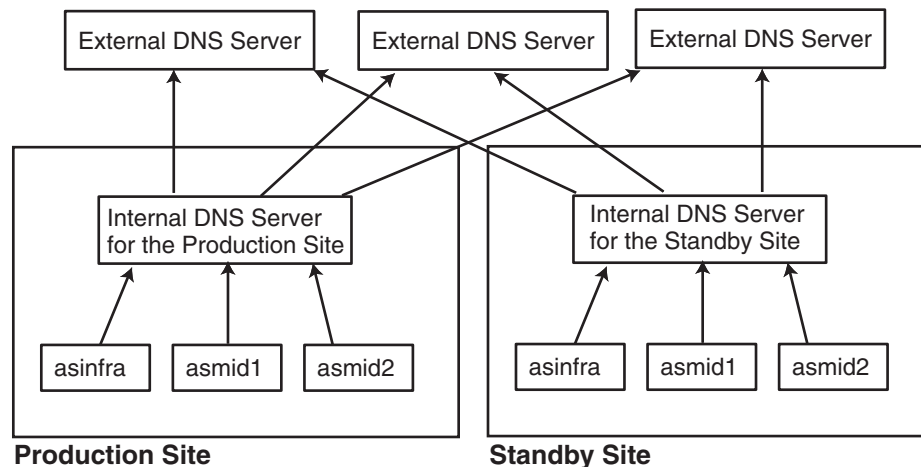 External DNS Server
External DNS Server
External DNS Server
Internal DNS Server
for the Production Site
Internal DNS Server
for the Standby Site
asinfra
asmid1
asmid2
asinfra
asmid1
asmid2
Production Site
Standby Site